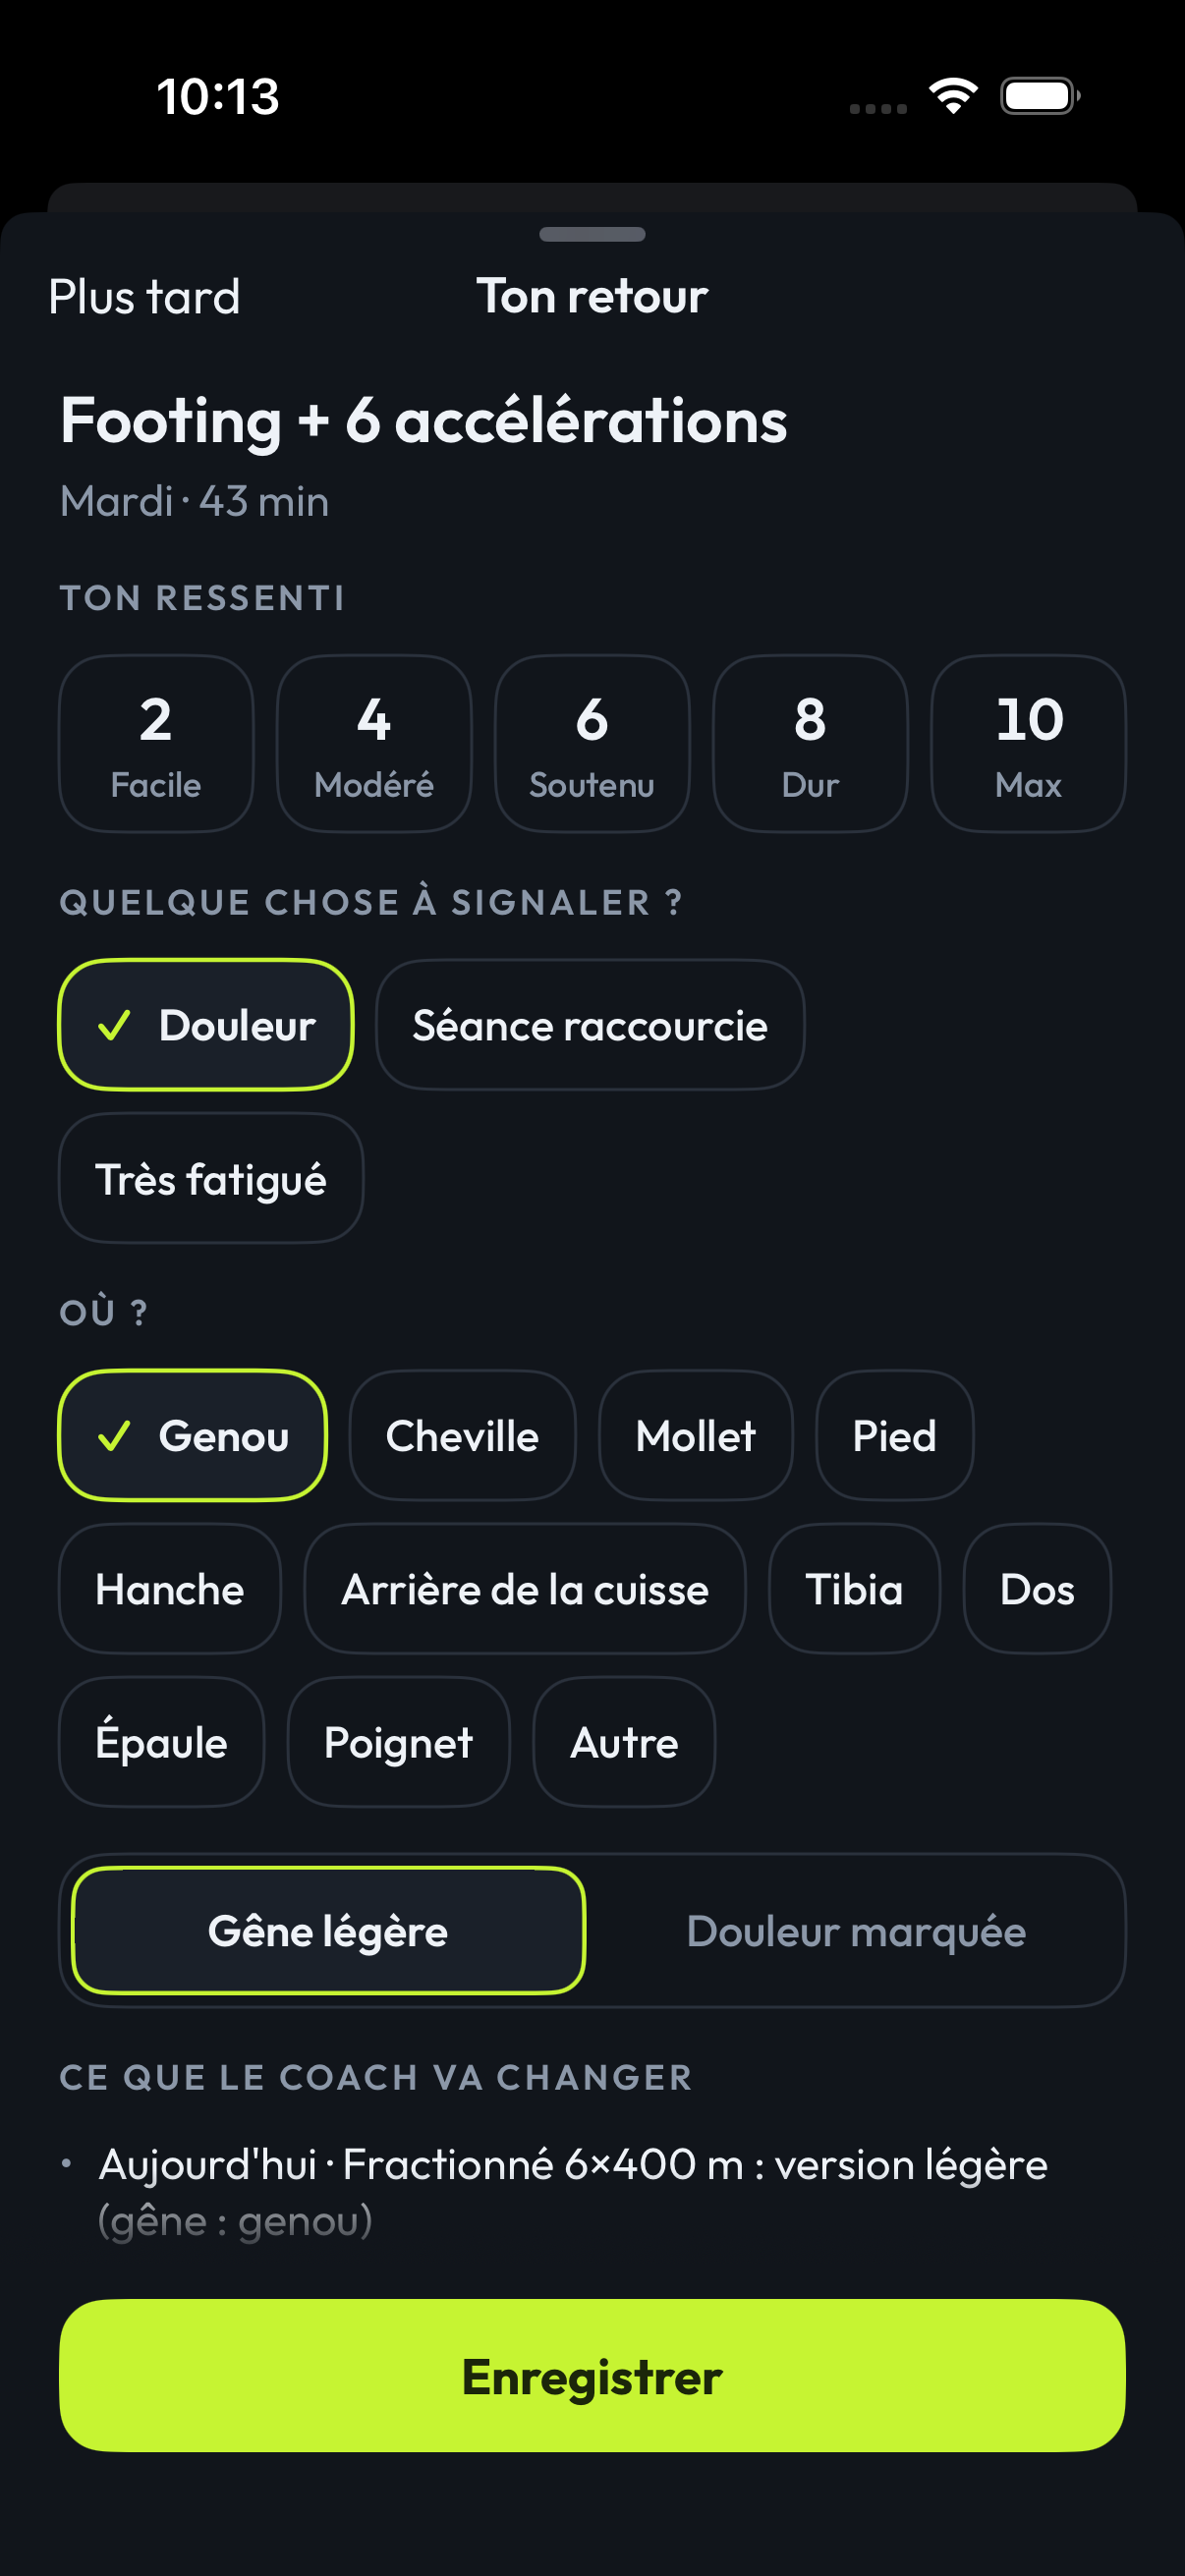 10:13
Plus tard
Ton retour
Footing + 6 accélérations
Mardi · 43 min
TON RESSENTI
2
Facile
4
Modéré
6
Soutenu
8
Dur
10
Max
QUELQUE CHOSE À SIGNALER ?
Douleur
Séance raccourcie
Très fatigué
OÙ ?
Genou
Cheville
Mollet
Pied
Hanche
Arrière de la cuisse
Tibia
Dos
Épaule
Poignet
Autre
Gêne légère
Douleur marquée
CE QUE LE COACH VA CHANGER
• Aujourd'hui · Fractionné 6×400 m : version légère
(gêne : genou)
Enregistrer